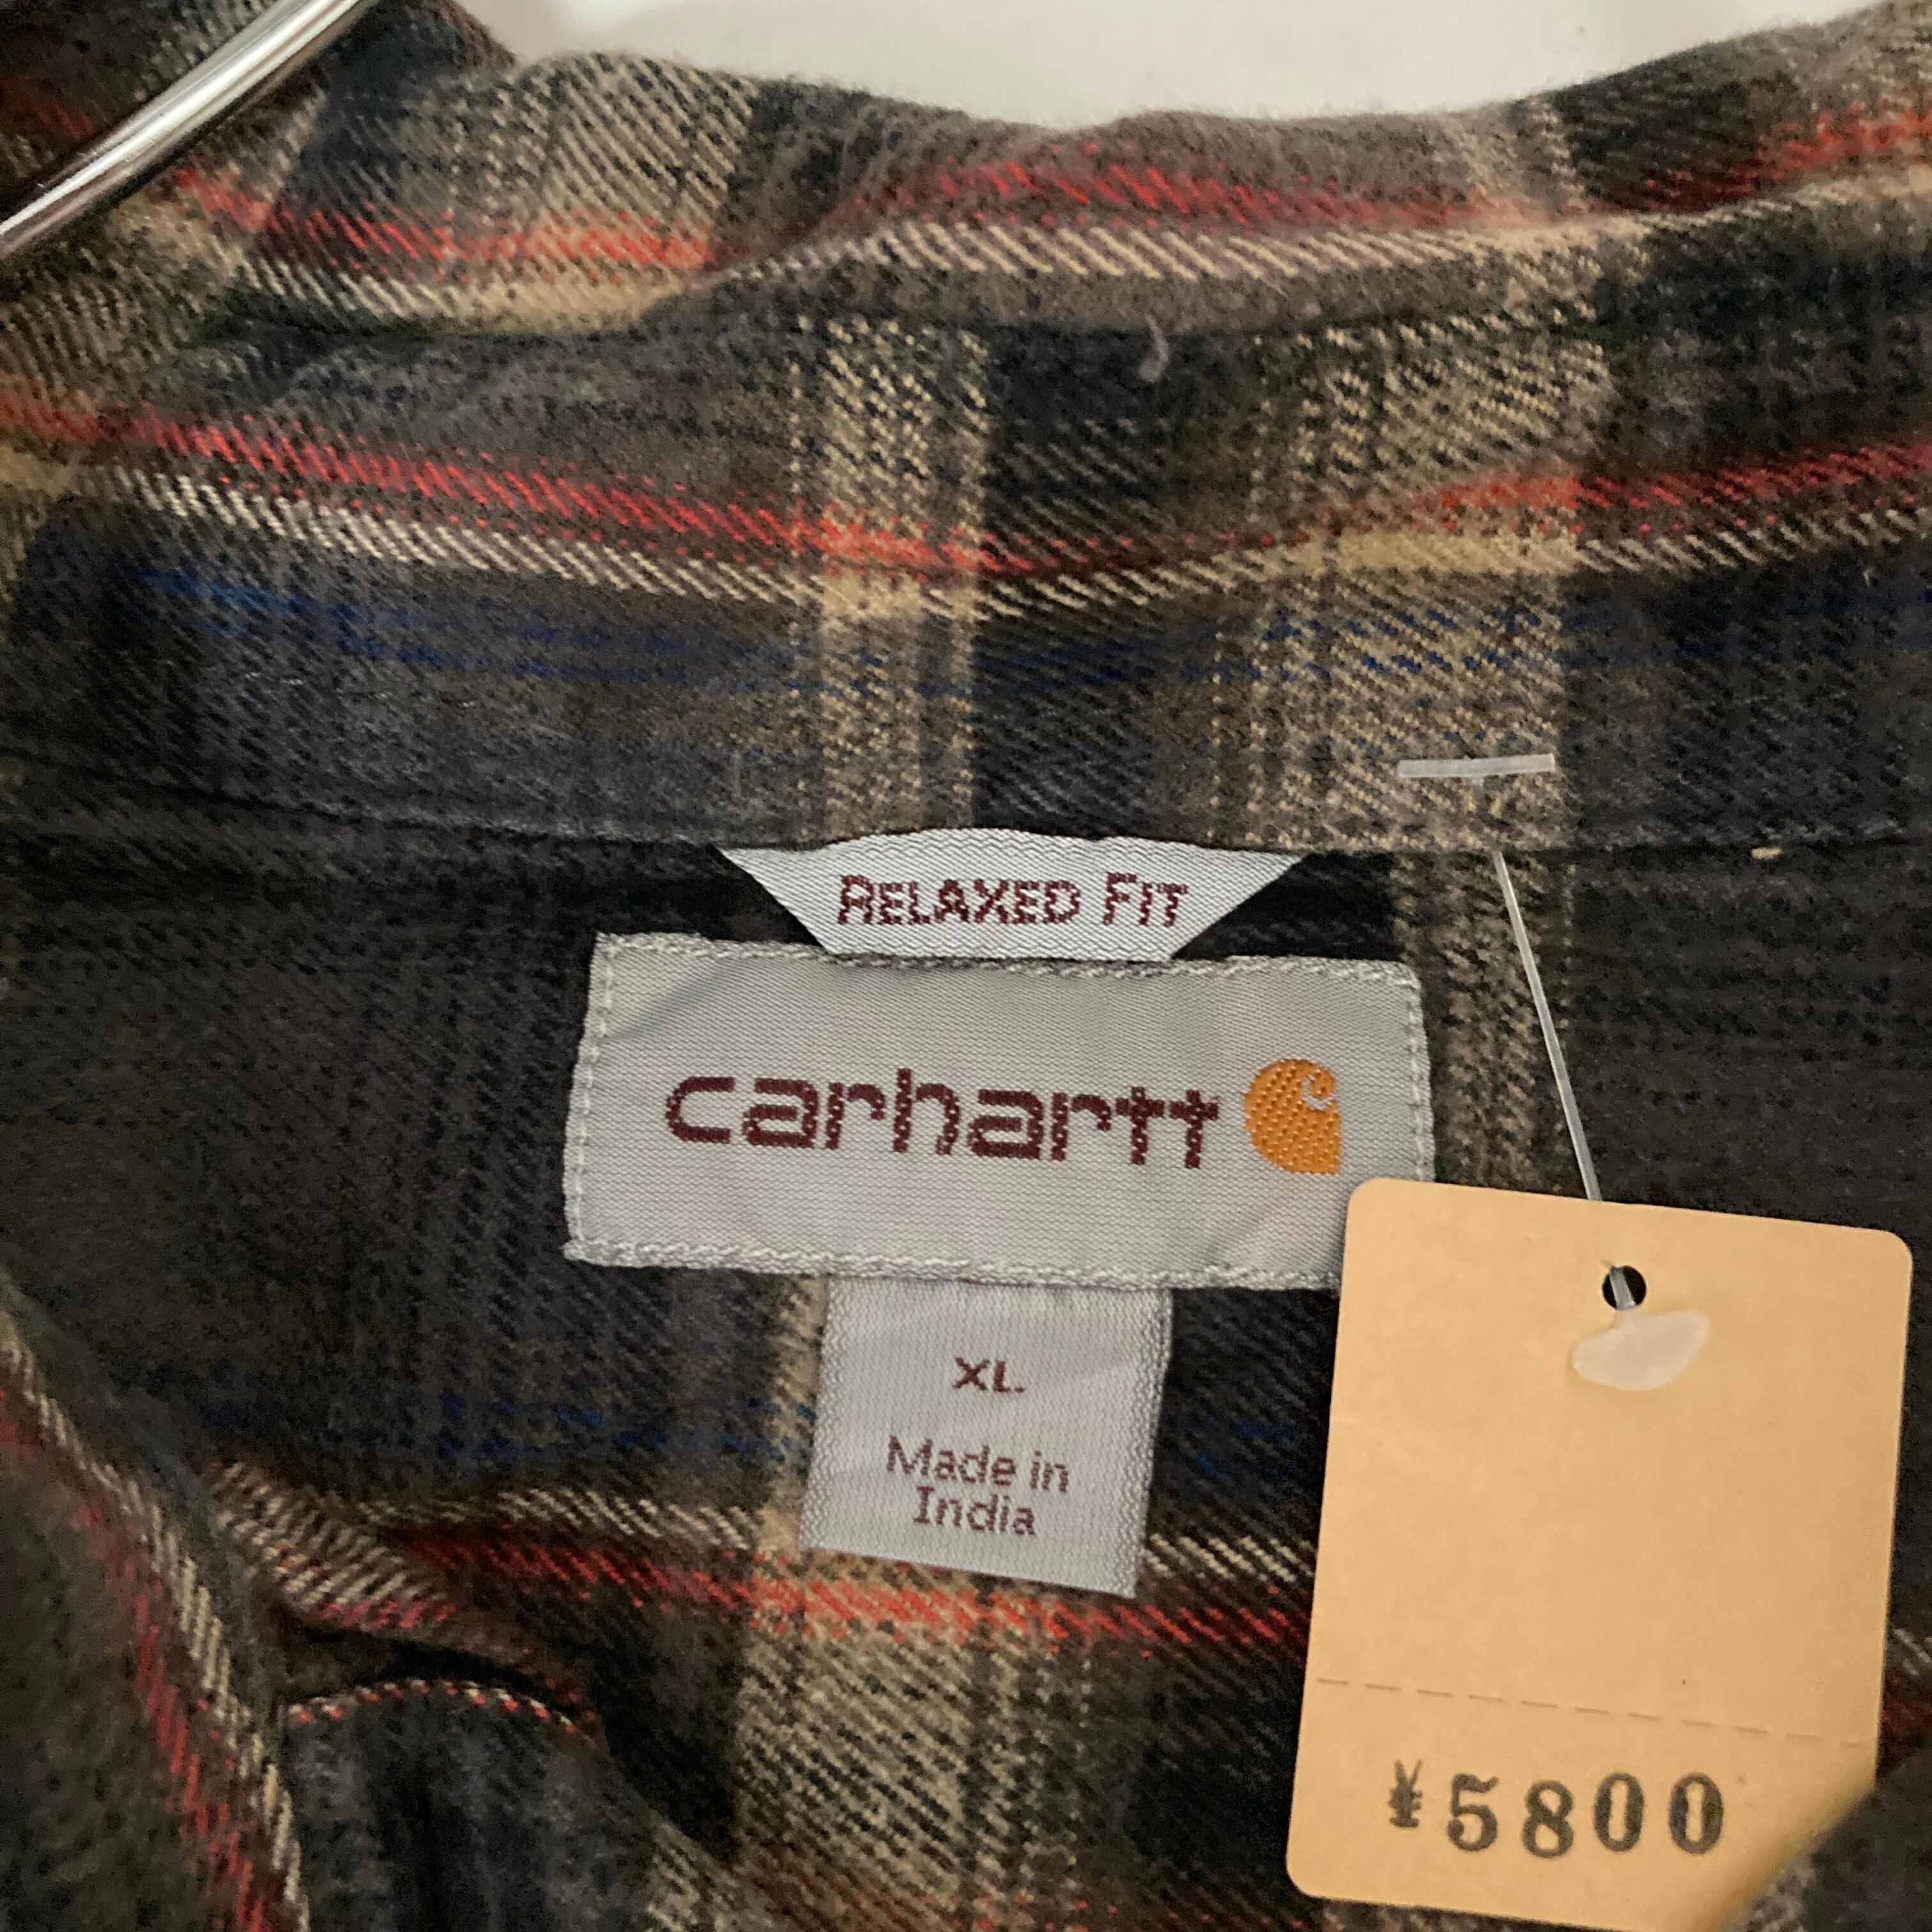 RELAXED FIT
carhartt
XL
Made in
India
¥5800